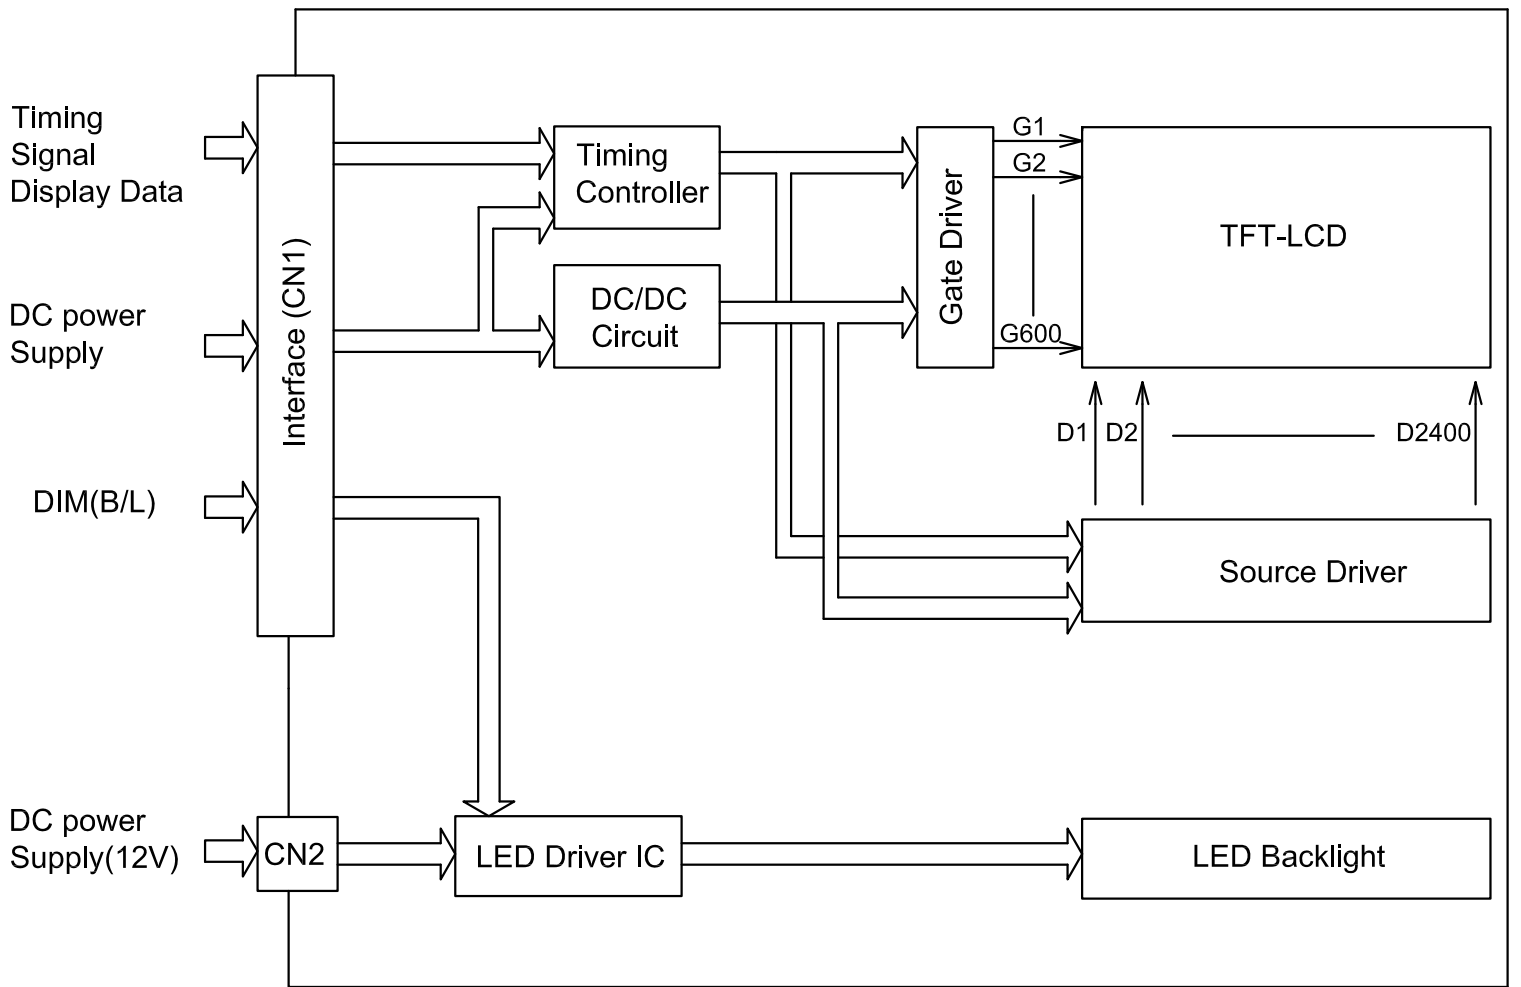 Timing
Signal
Display Data
DC power
Supply
DIM(B/L)
DC power
Supply(12V)
Interface (CN1)
CN2
Timing
Controller
DC/DC
Circuit
LED Driver IC
Gate Driver
G1
G2
G600
TFT-LCD
D1
D2
D2400
Source Driver
LED Backlight